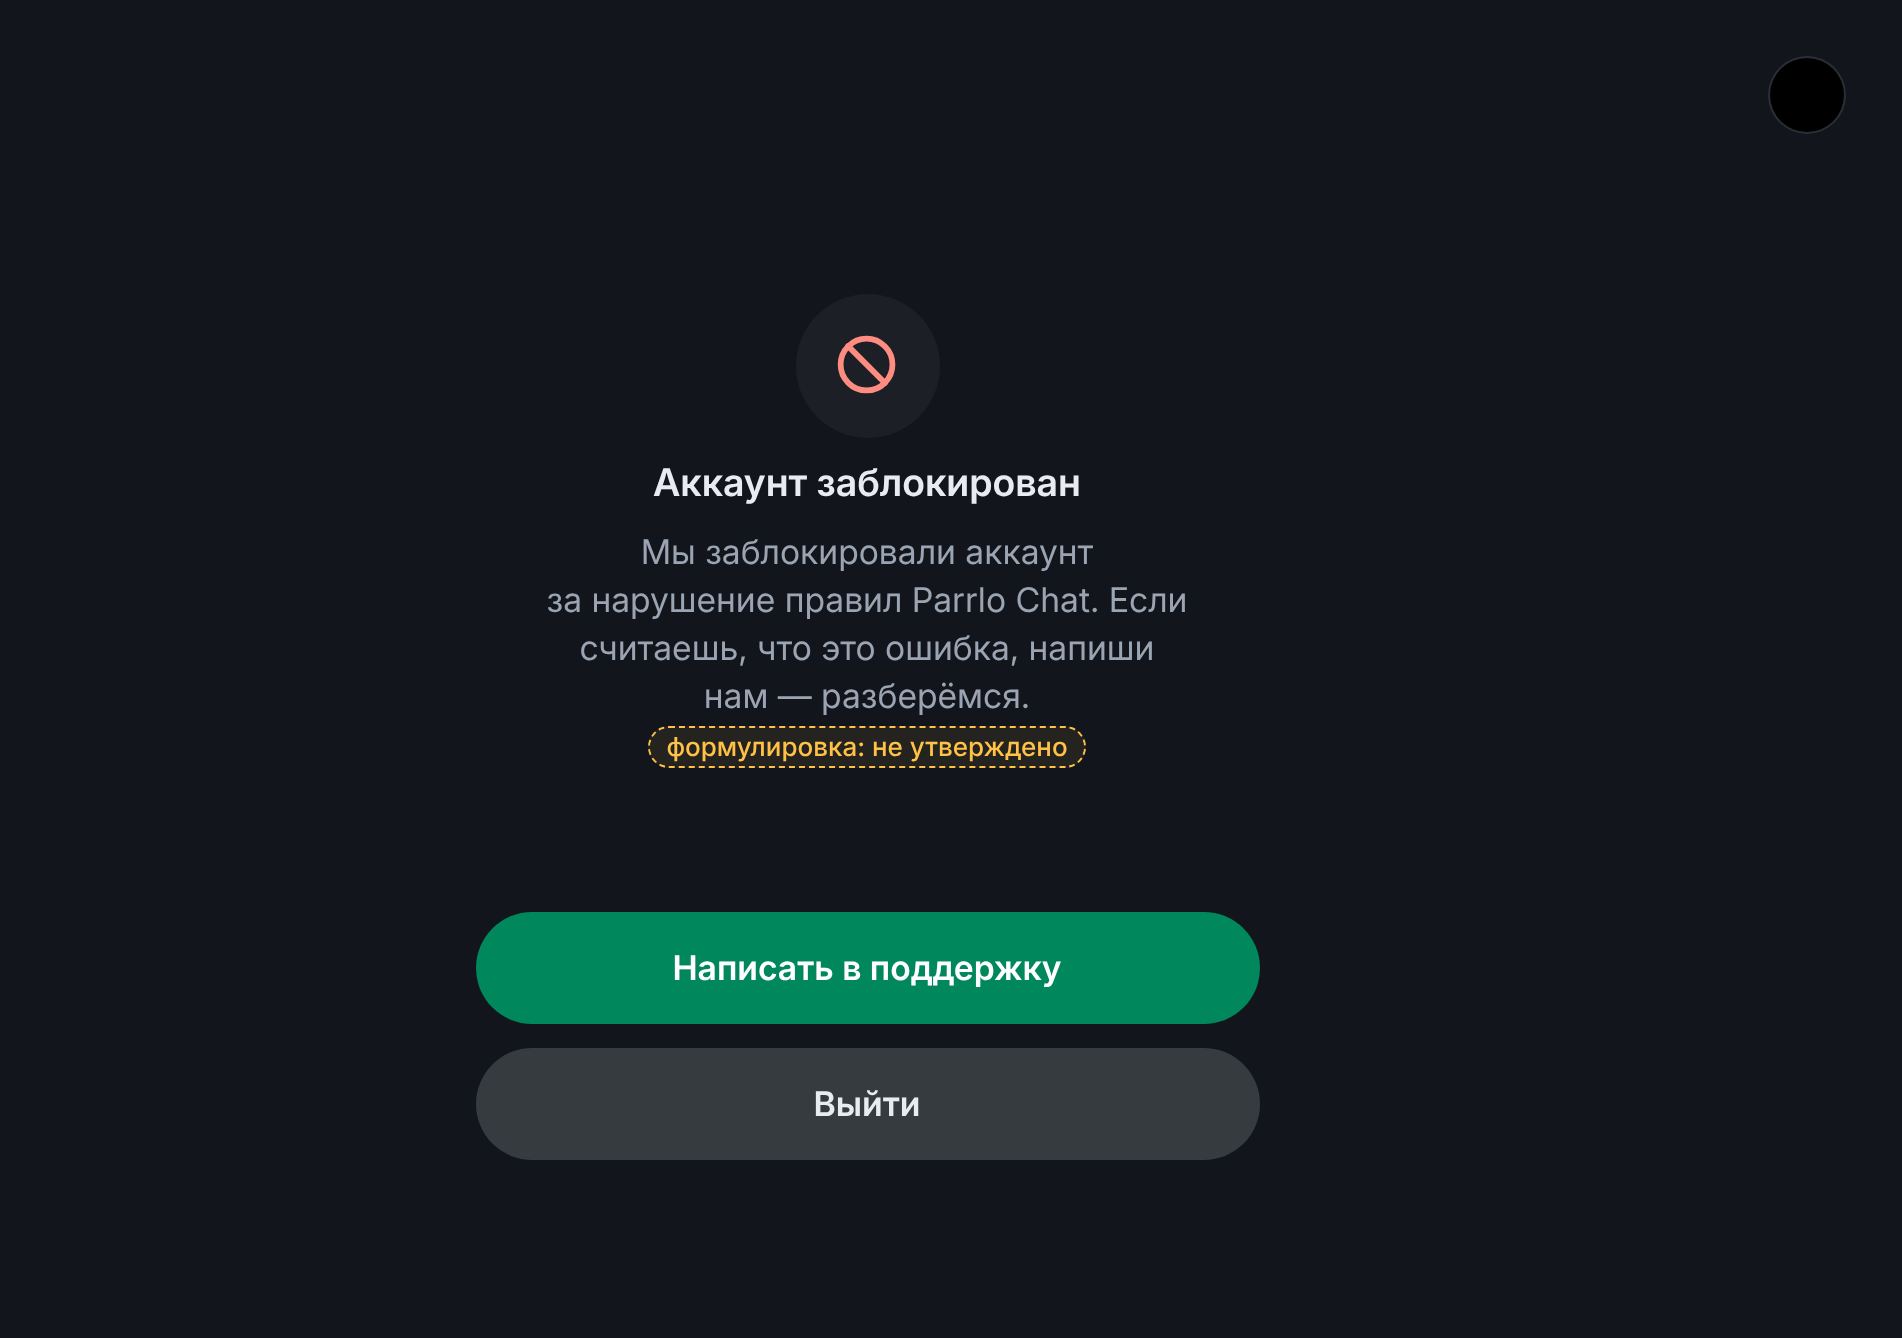 Аккаунт заблокирован
Мы заблокировали аккаунт
за нарушение правил Parrlo Chat. Если
считаешь, что это ошибка, напиши
нам — разберёмся.
формулировка: не утверждено
Написать в поддержку
Выйти